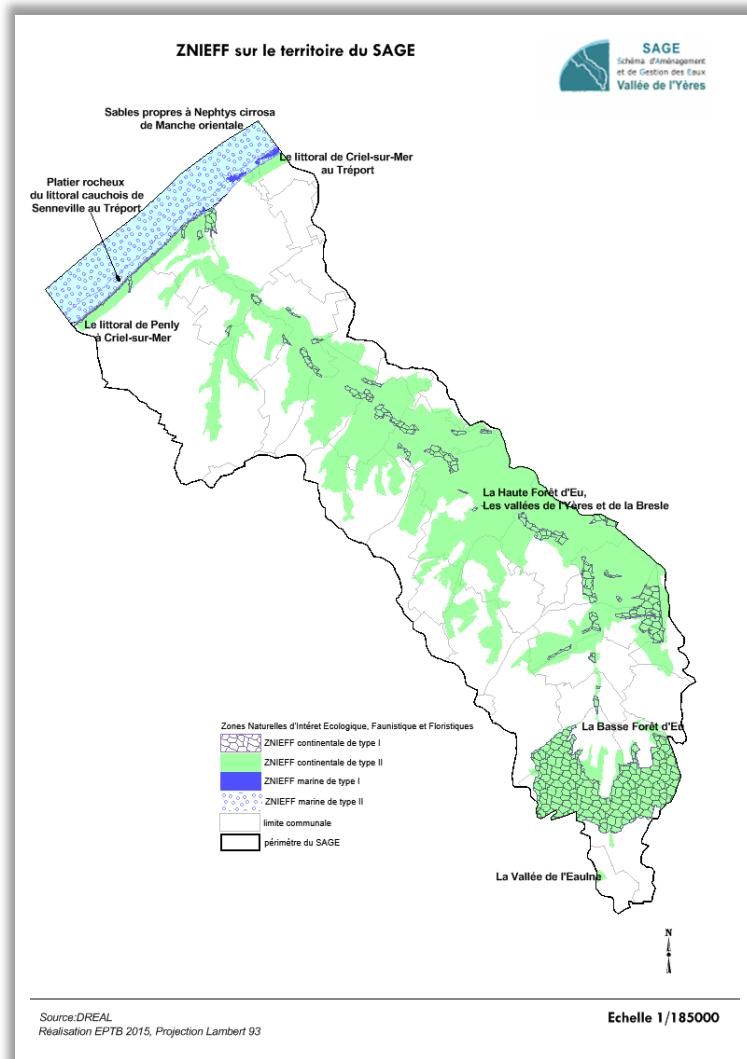 ZNIEFF sur le territoire du SAGE
SAGE
Schéma d'Aménagement
et de Gestion des Eaux
Vallée de l'Yères
Sables propres à Nephtys cirrosa
de Manche orientale
Le littoral de Criel-sur-Mer
au Tréport
Platier rocheux
du littoral cauchois de
Senneville au Tréport
Le littoral de Penly
à Criel-sur-Mer
La Haute Forêt d'Eu,
Les vallées de l'Yères et de la Bresle
La Basse Forêt d'Eu
Zones Naturelles d'Intéret Ecologique, Faunistique et Floristiques
ZNIEFF continentale de type I
ZNIEFF continentale de type II
ZNIEFF marine de type I
ZNIEFF marine de type II
limite communale
périmètre du SAGE
La Vallée de l'Eaulne
N
Source:DREAL
Réalisation EPTB 2015, Projection Lambert 93
Echelle 1/185000